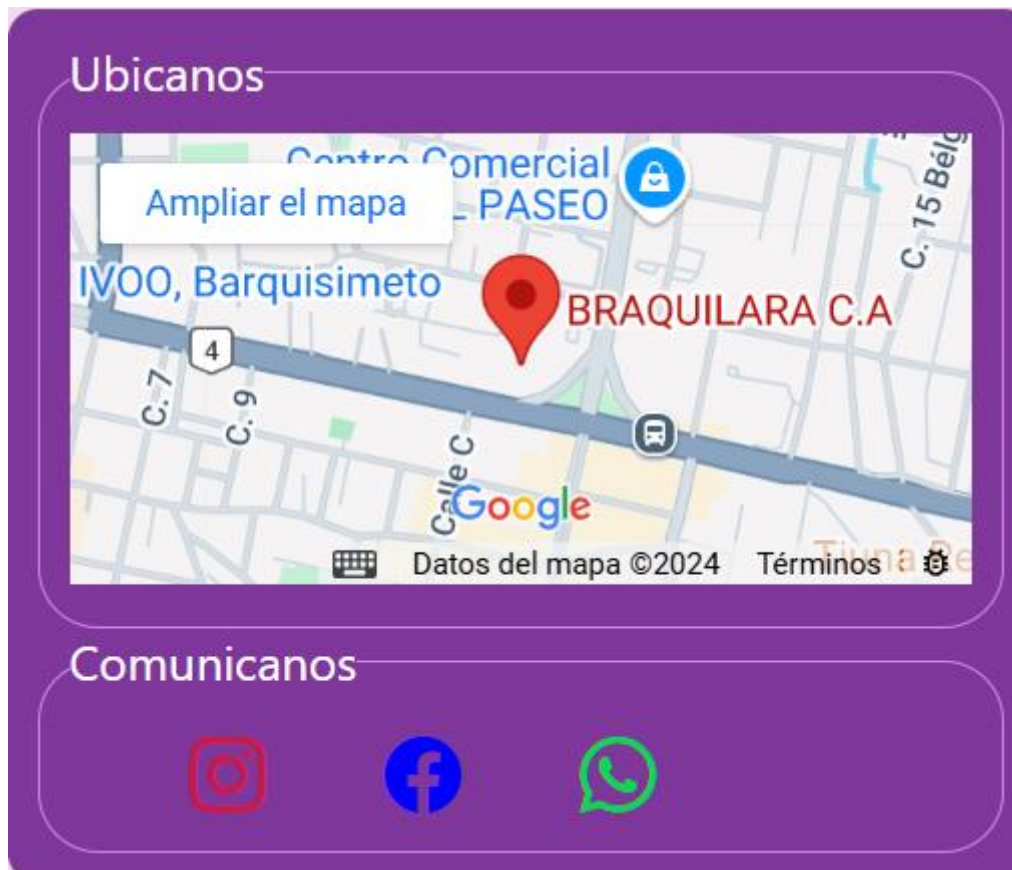 Ubicanos
Centro Comercial
C. 15 Bélg
Ampliar el mapa
L PASEO
IVOO, Barquisimeto
BRAQUILARA C.A
4
C. 7
C. 9
Calle C
Google
Datos del mapa ©2024
Términos
Comunicanos